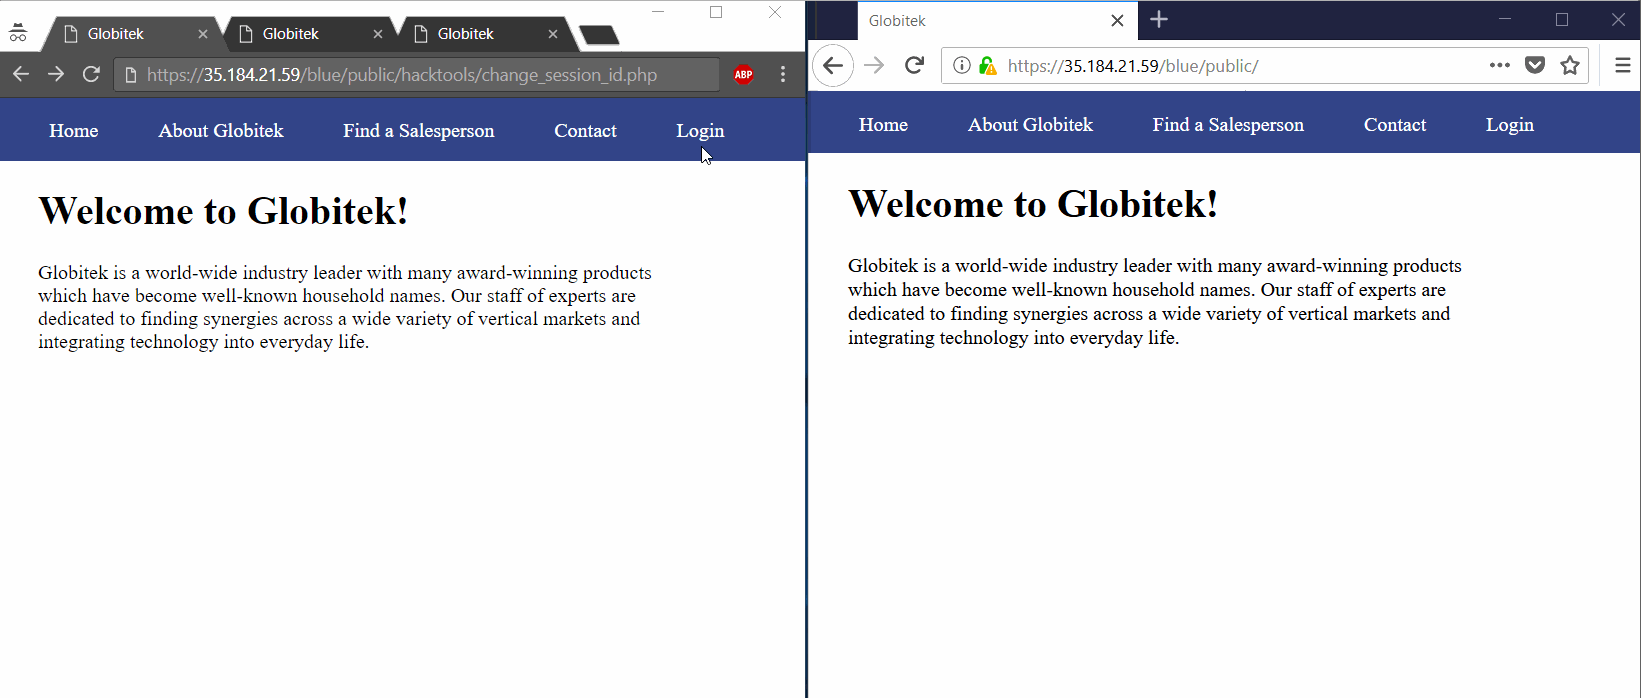 Globitek Globitek Globitek
https://35.184.21.59/blue/public/hacktools/change_session_id.php ABP
Home About Globitek Find a Salesperson Contact Login
Welcome to Globitek!
Globitek is a world-wide industry leader with many award-winning products
which have become well-known household names. Our staff of experts are
dedicated to finding synergies across a wide variety of vertical markets and
integrating technology into everyday life.
Globitek
https://35.184.21.59/blue/public/
Home About Globitek Find a Salesperson Contact Login
Welcome to Globitek!
Globitek is a world-wide industry leader with many award-winning products
which have become well-known household names. Our staff of experts are
dedicated to finding synergies across a wide variety of vertical markets and
integrating technology into everyday life.